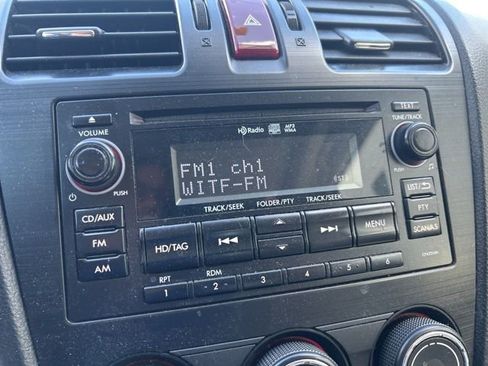 HD Radio MP3 WMA
TEXT
VOLUME
TUNE/TRACK
FM1 ch1
WITF-FM
ST
PUSH
PUSH
LIST/
CD/AUX
TRACK/SEEK FOLDER/PTY TRACK/SEEK
PTY
FM
HD/TAG
MENU
SCAN/AS
AM
RPT RDM
1 2 3 4 5 6